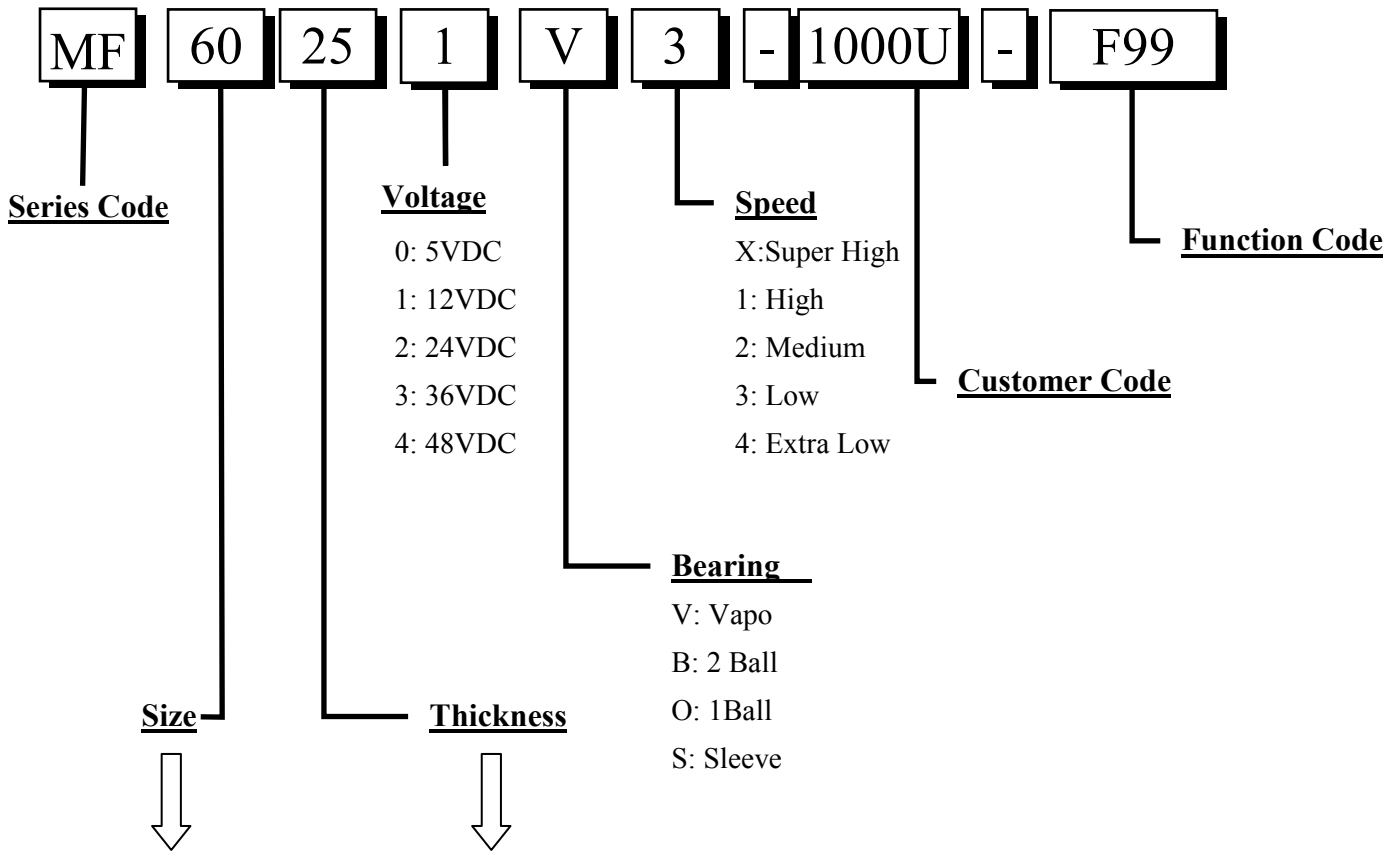 MF 60 25 1 V 3 - 1000U - F99
Series Code
Voltage
0: 5VDC
1: 12VDC
2: 24VDC
3: 36VDC
4: 48VDC
Speed
X:Super High
1: High
2: Medium
3: Low
4: Extra Low
Function Code
Customer Code
Bearing
V: Vapo
B: 2 Ball
O: 1Ball
S: Sleeve
Size
Thickness